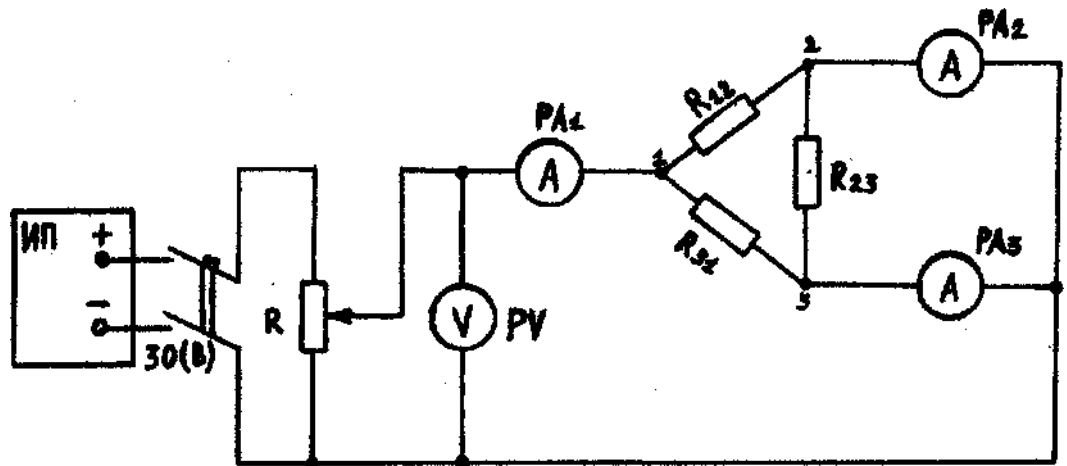 ИП
+
−
30(В)
R
V
PV
PA1
A
1
R12
R31
2
R23
3
PA2
A
PA3
A